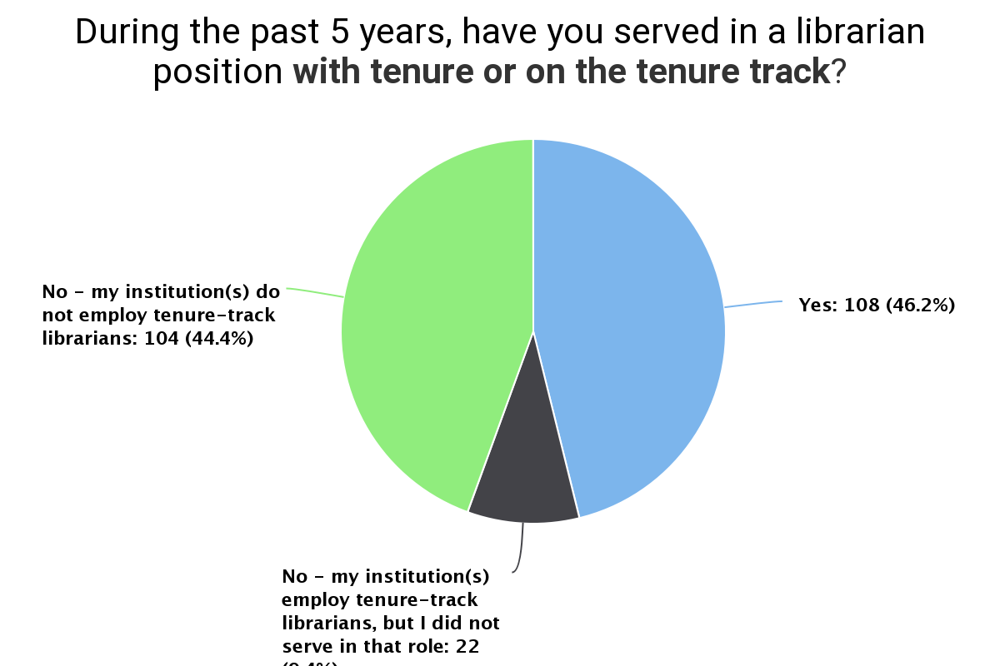 During the past 5 years, have you served in a librarian
position with tenure or on the tenure track?
No – my institution(s) do
not employ tenure–track
librarians: 104 (44.4%)
Yes: 108 (46.2%)
No – my institution(s)
employ tenure–track
librarians, but I did not
serve in that role: 22
(9.4%)